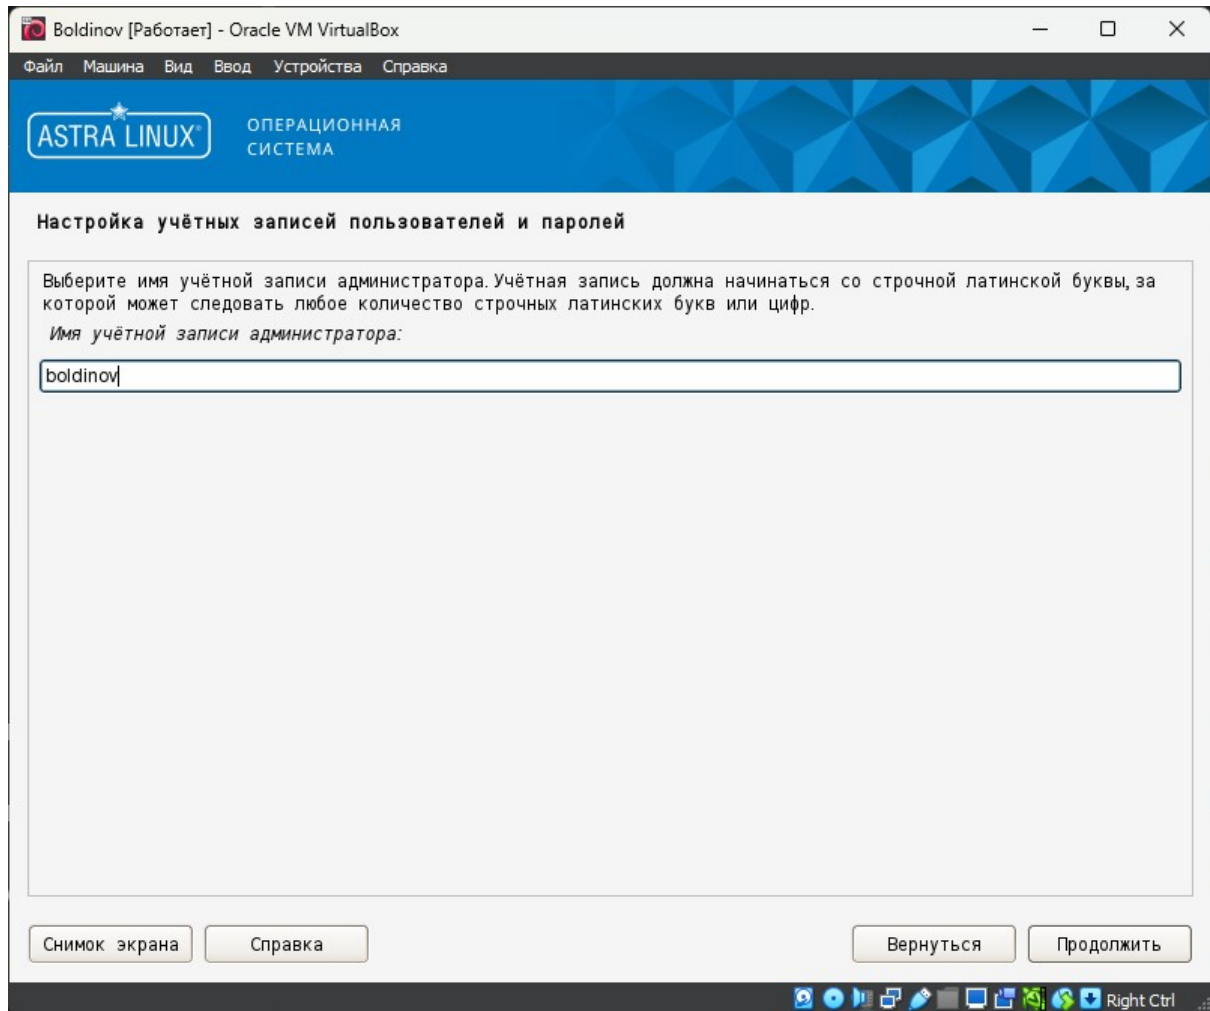 Boldinov [Работает] - Oracle VM VirtualBox
Файл Машина Вид Ввод Устройства Справка
ASTRA LINUX®
ОПЕРАЦИОННАЯ
СИСТЕМА
Настройка учётных записей пользователей и паролей
Выберите имя учётной записи администратора. Учётная запись должна начинаться со строчной латинской буквы, за
которой может следовать любое количество строчных латинских букв или цифр.
Имя учётной записи администратора:
boldinov
Снимок экрана Справка Вернуться Продолжить
Right Ctrl